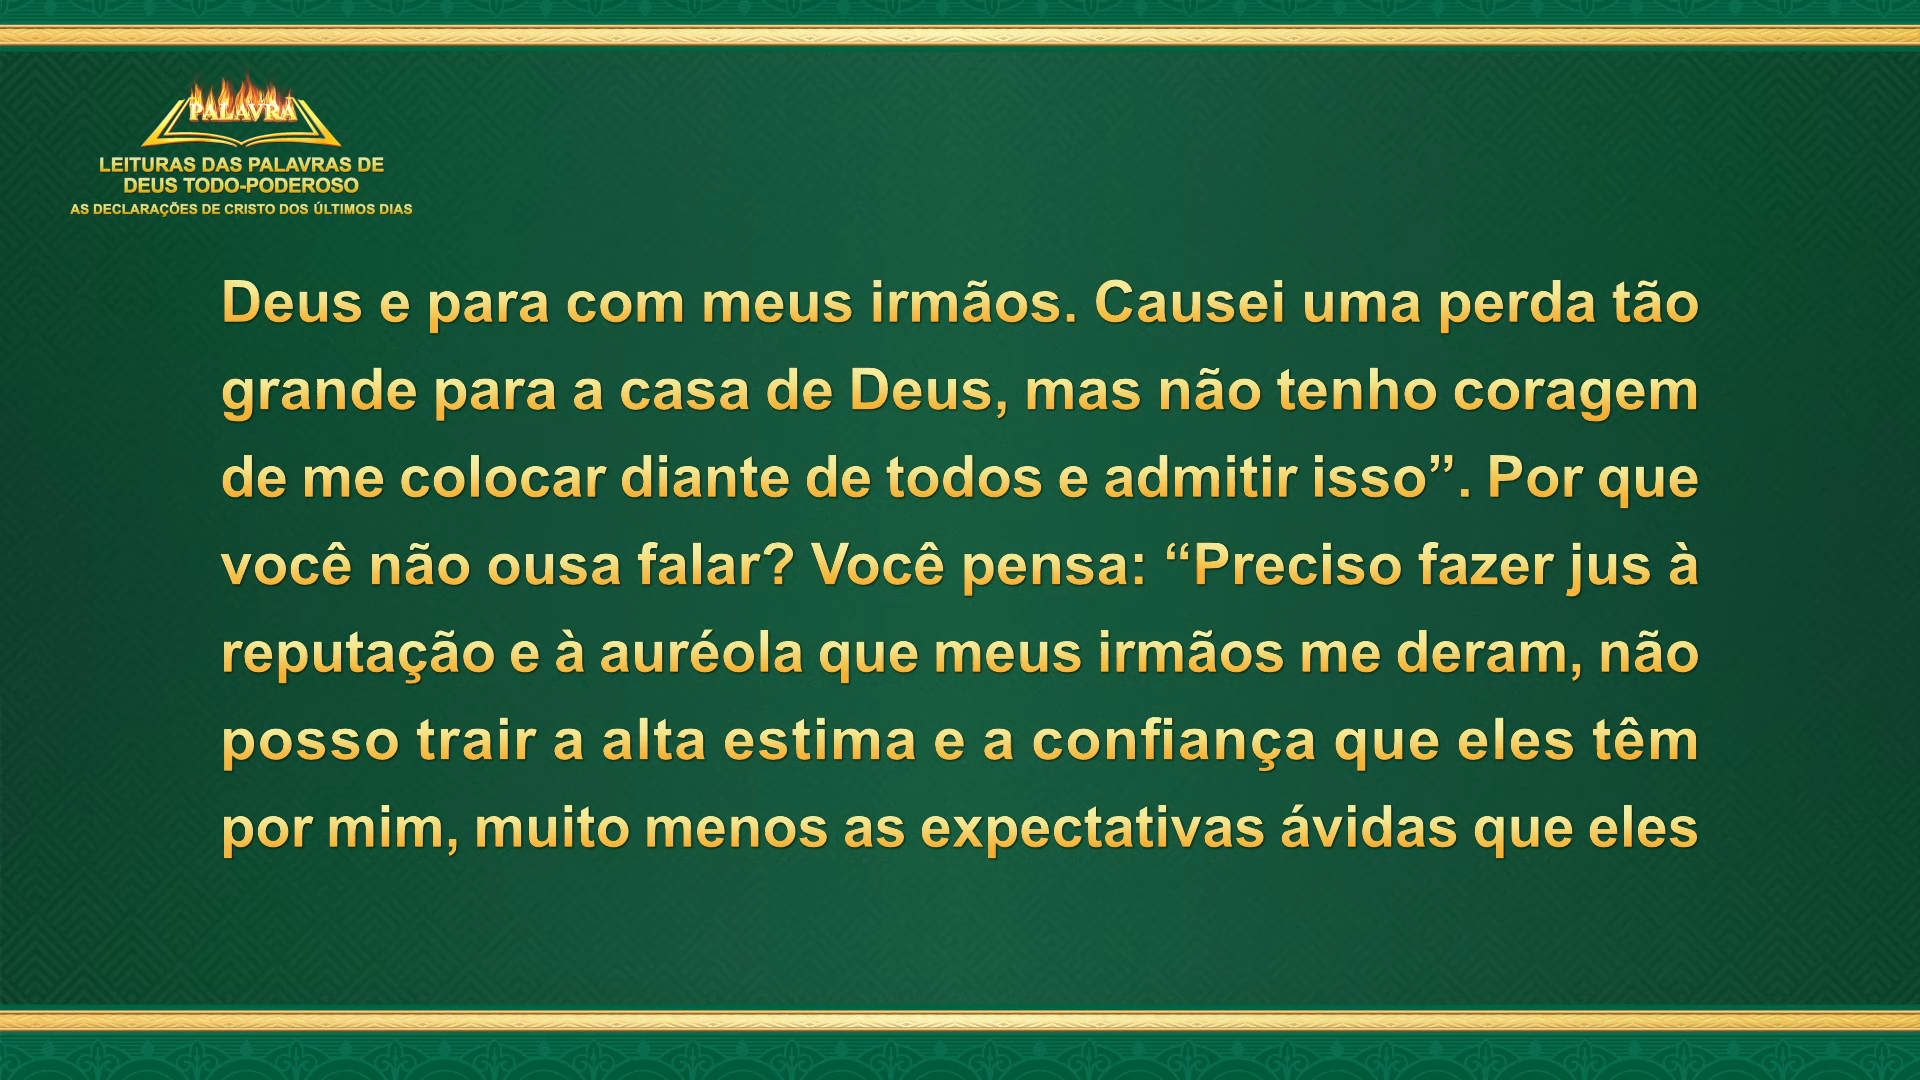 PALAVRA
LEITURAS DAS PALAVRAS DE
DEUS TODO-PODEROSO
AS DECLARAÇÕES DE CRISTO DOS ÚLTIMOS DIAS
Deus e para com meus irmãos. Causei uma perda tão
grande para a casa de Deus, mas não tenho coragem
de me colocar diante de todos e admitir isso”. Por que
você não ousa falar? Você pensa: “Preciso fazer jus à
reputação e à auréola que meus irmãos me deram, não
posso trair a alta estima e a confiança que eles têm
por mim, muito menos as expectativas ávidas que eles